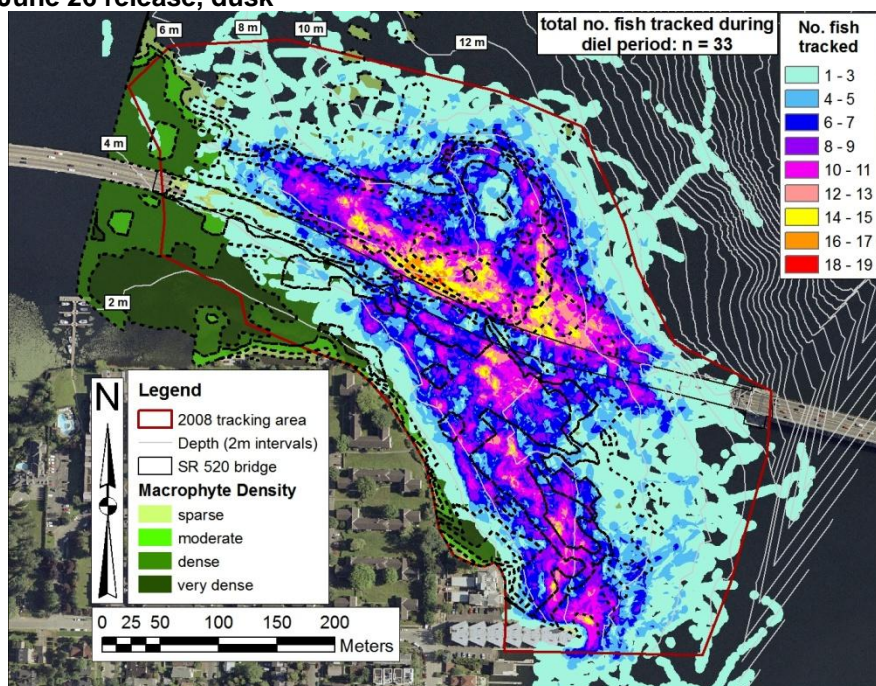 June 26 release, dusk
6 m
8 m
10 m
12 m
total no. fish tracked during
diel period: n = 33
No. fish
tracked
1 - 3
4 - 5
6 - 7
8 - 9
10 - 11
12 - 13
14 - 15
16 - 17
18 - 19
4 m
2 m
N
Legend
2008 tracking area
Depth (2m intervals)
SR 520 bridge
Macrophyte Density
sparse
moderate
dense
very dense
0 25 50 100 150 200
Meters